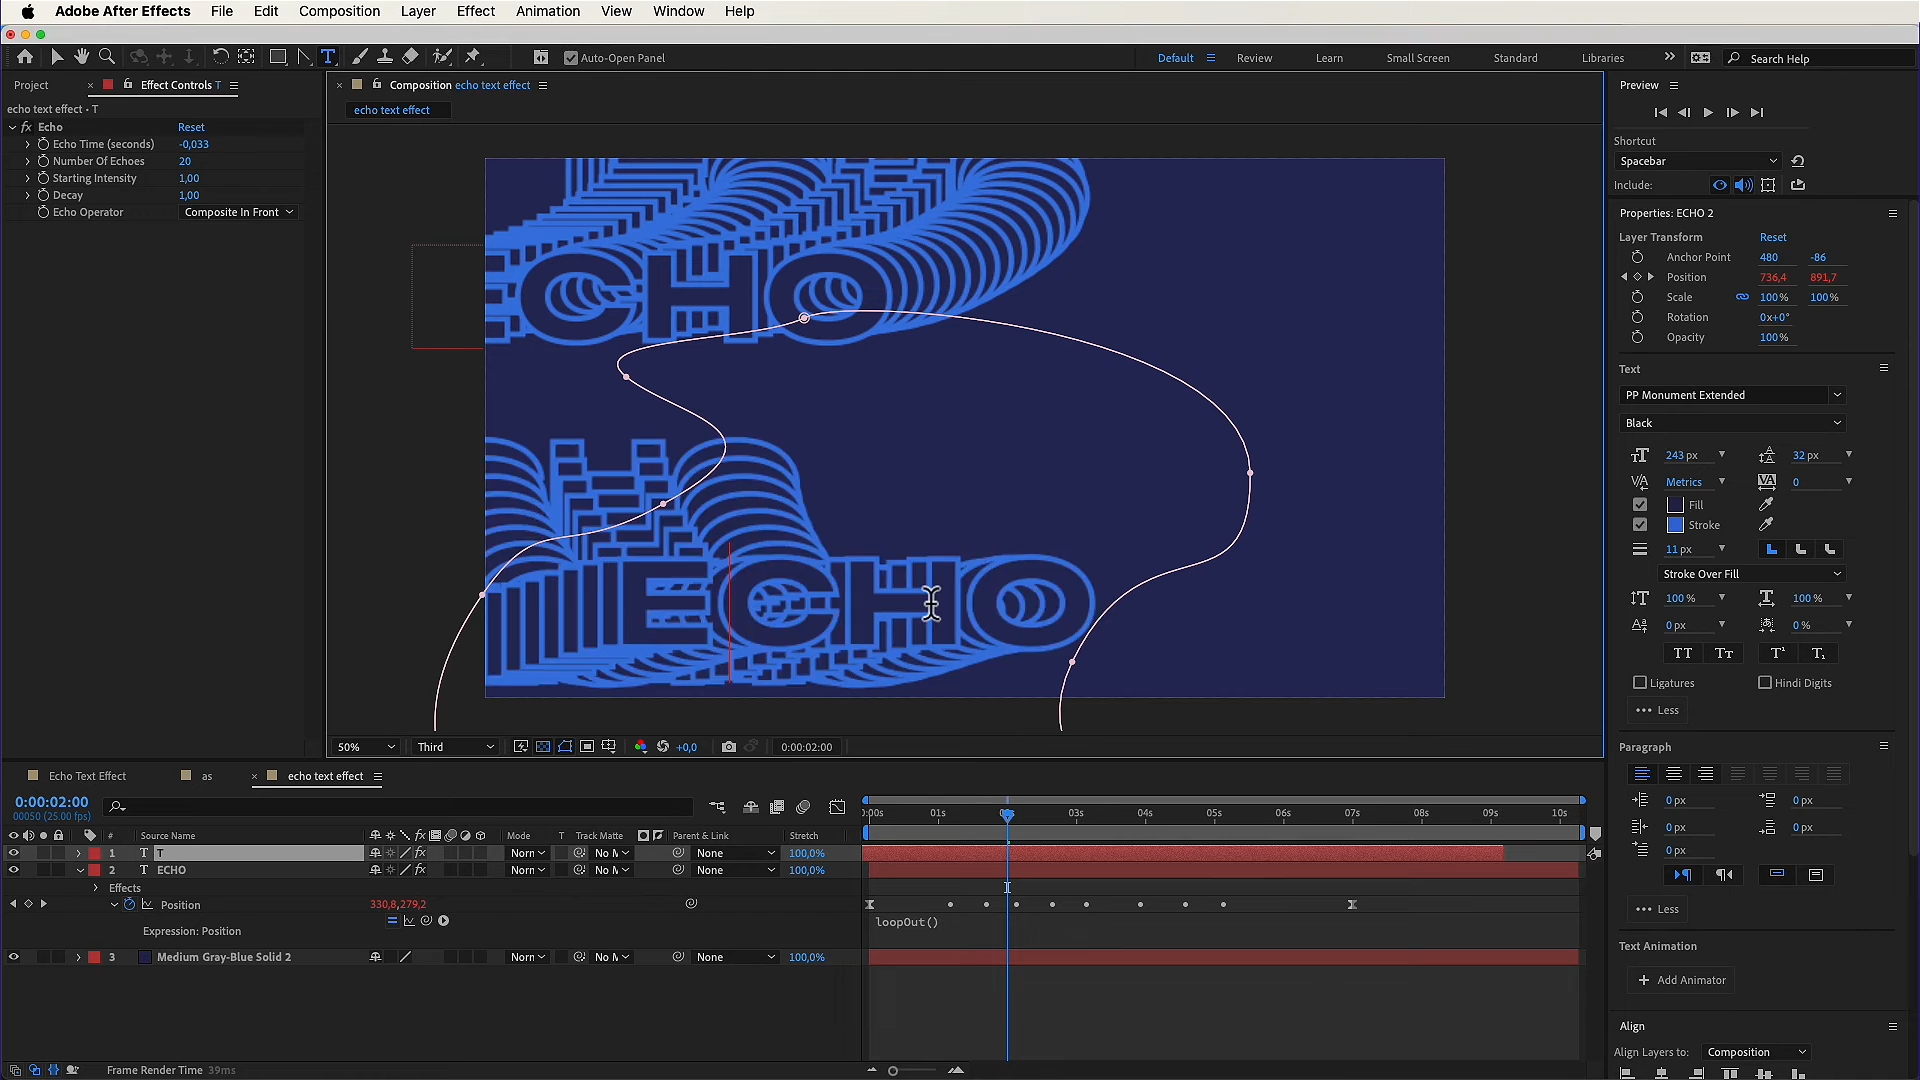 Adobe After Effects File Edit Composition Layer Effect Animation View Window Help
Auto-Open Panel
Default Review Learn Small Screen Standard Libraries
Search Help
Project
Effect Controls T
echo text effect • T
fx Echo Reset
Echo Time (seconds) -0,033
Number Of Echoes 20
Starting Intensity 1,00
Decay 1,00
Echo Operator Composite In Front
Composition echo text effect
echo text effect
ECHO
ECHO
50% Third +0,0 0:00:02:00
Preview
Shortcut
Spacebar
Include:
Properties: ECHO 2
Layer Transform Reset
Anchor Point 480 -86
Position 736,4 891,7
Scale 100% 100%
Rotation 0x+0°
Opacity 100%
Text
PP Monument Extended
Black
243 px 32 px
Metrics 0
Fill
Stroke
11 px
Stroke Over Fill
100 % 100 %
0 px 0 %
Ligatures Hindi Digits
Less
Paragraph
0 px 0 px
0 px 0 px
0 px
Less
Text Animation
Add Animator
Align
Align Layers to: Composition
Echo Text Effect as echo text effect
0:00:02:00
00050 (25.00 fps)
:00s 01s 03s 04s 05s 06s 07s 08s 09s 10s
# Source Name Mode T Track Matte Parent & Link Stretch
1 T T Norn No M None 100,0%
2 T ECHO Norn No M None 100,0%
Effects
Position 330,8,279,2
Expression: Position loopOut()
3 Medium Gray-Blue Solid 2 Norn No M None 100,0%
Frame Render Time 39ms